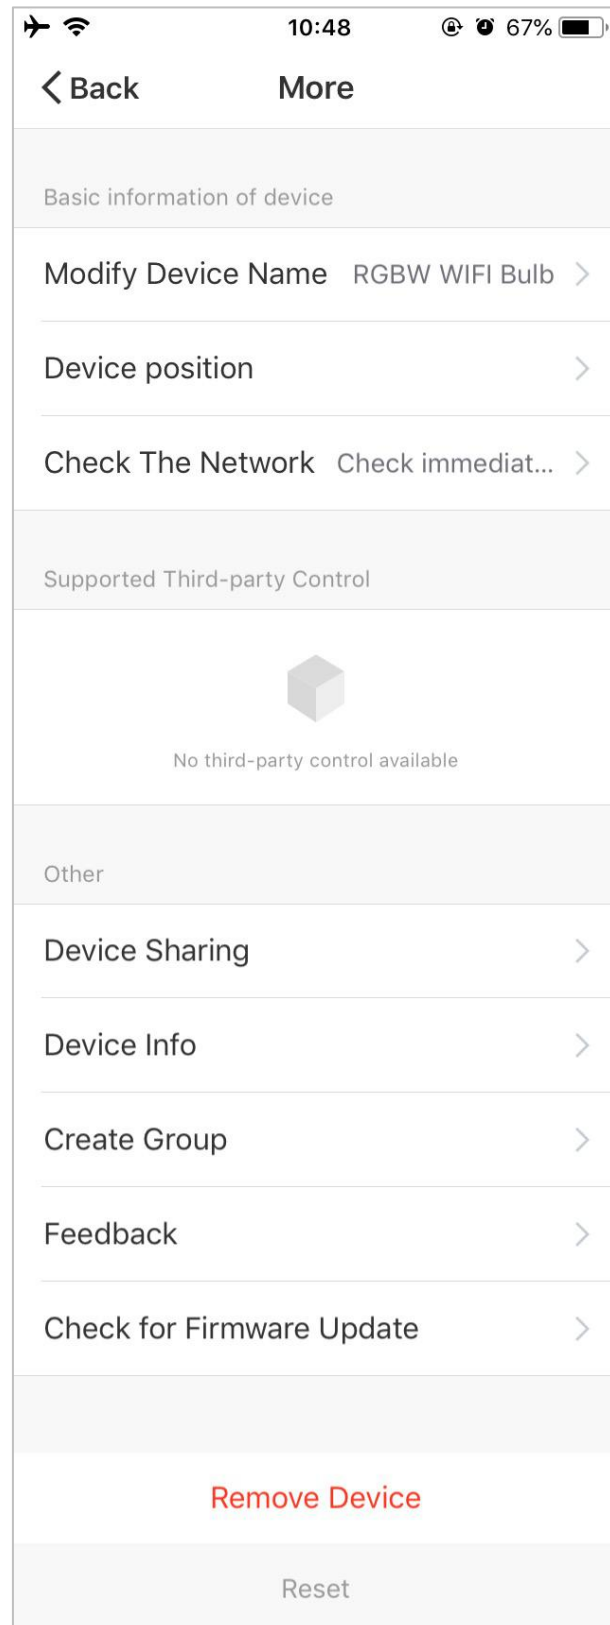 10:48 67%
Back More
Basic information of device
Modify Device Name RGBW WIFI Bulb
Device position
Check The Network Check immediat...
Supported Third-party Control
No third-party control available
Other
Device Sharing
Device Info
Create Group
Feedback
Check for Firmware Update
Remove Device
Reset